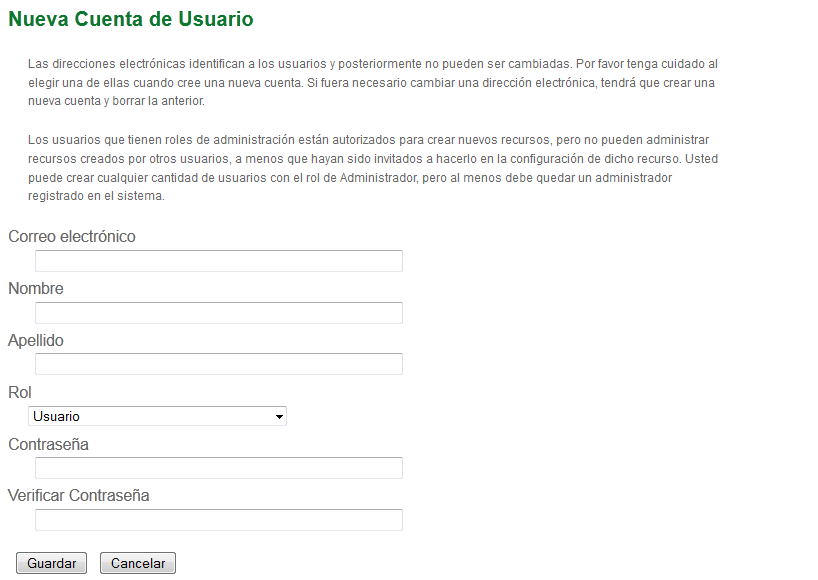 Nueva Cuenta de Usuario
Las direcciones electrónicas identifican a los usuarios y posteriormente no pueden ser cambiadas. Por favor tenga cuidado al
elegir una de ellas cuando cree una nueva cuenta. Si fuera necesario cambiar una dirección electrónica, tendrá que crear una
nueva cuenta y borrar la anterior.
Los usuarios que tienen roles de administración están autorizados para crear nuevos recursos, pero no pueden administrar
recursos creados por otros usuarios, a menos que hayan sido invitados a hacerlo en la configuración de dicho recurso. Usted
puede crear cualquier cantidad de usuarios con el rol de Administrador, pero al menos debe quedar un administrador
registrado en el sistema.
Correo electrónico
Nombre
Apellido
Rol
Usuario
Contraseña
Verificar Contraseña
Guardar Cancelar